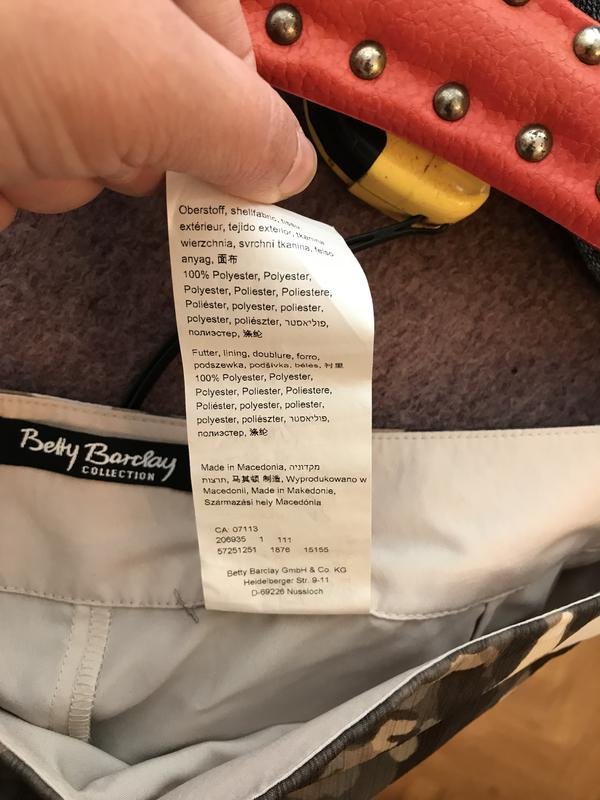 Oberstoff, shellfabric, tissu
extérieur, tejido exterior, tkanina
wierzchnia, svrchni tkanina, felso
anyag, 面布
100% Polyester, Polyester,
Polyester, Poliester, Poliestere,
Poliéster, polyester, poliester,
polyester, poliészter, פוליאסטר,
полиэстер, 涤纶
Futter, lining, doublure, forro,
podszewka, podšivka, béles, 衬里
100% Polyester, Polyester,
Polyester, Poliester, Poliestere,
Poliéster, polyester, poliester,
polyester, poliészter, פוליאסטר,
полиэстер, 涤纶
Made in Macedonia, מקדוניה,
תוצרת, 马其顿 制造, Wyprodukowano w
Macedonii, Made in Makedonie,
Származási hely Macedónia
CA: 07113
206935 1 111
57251251 1876 15155
Betty Barclay GmbH & Co. KG
Heidelberger Str. 9-11
D-69226 Nussloch
Betty Barclay
COLLECTION